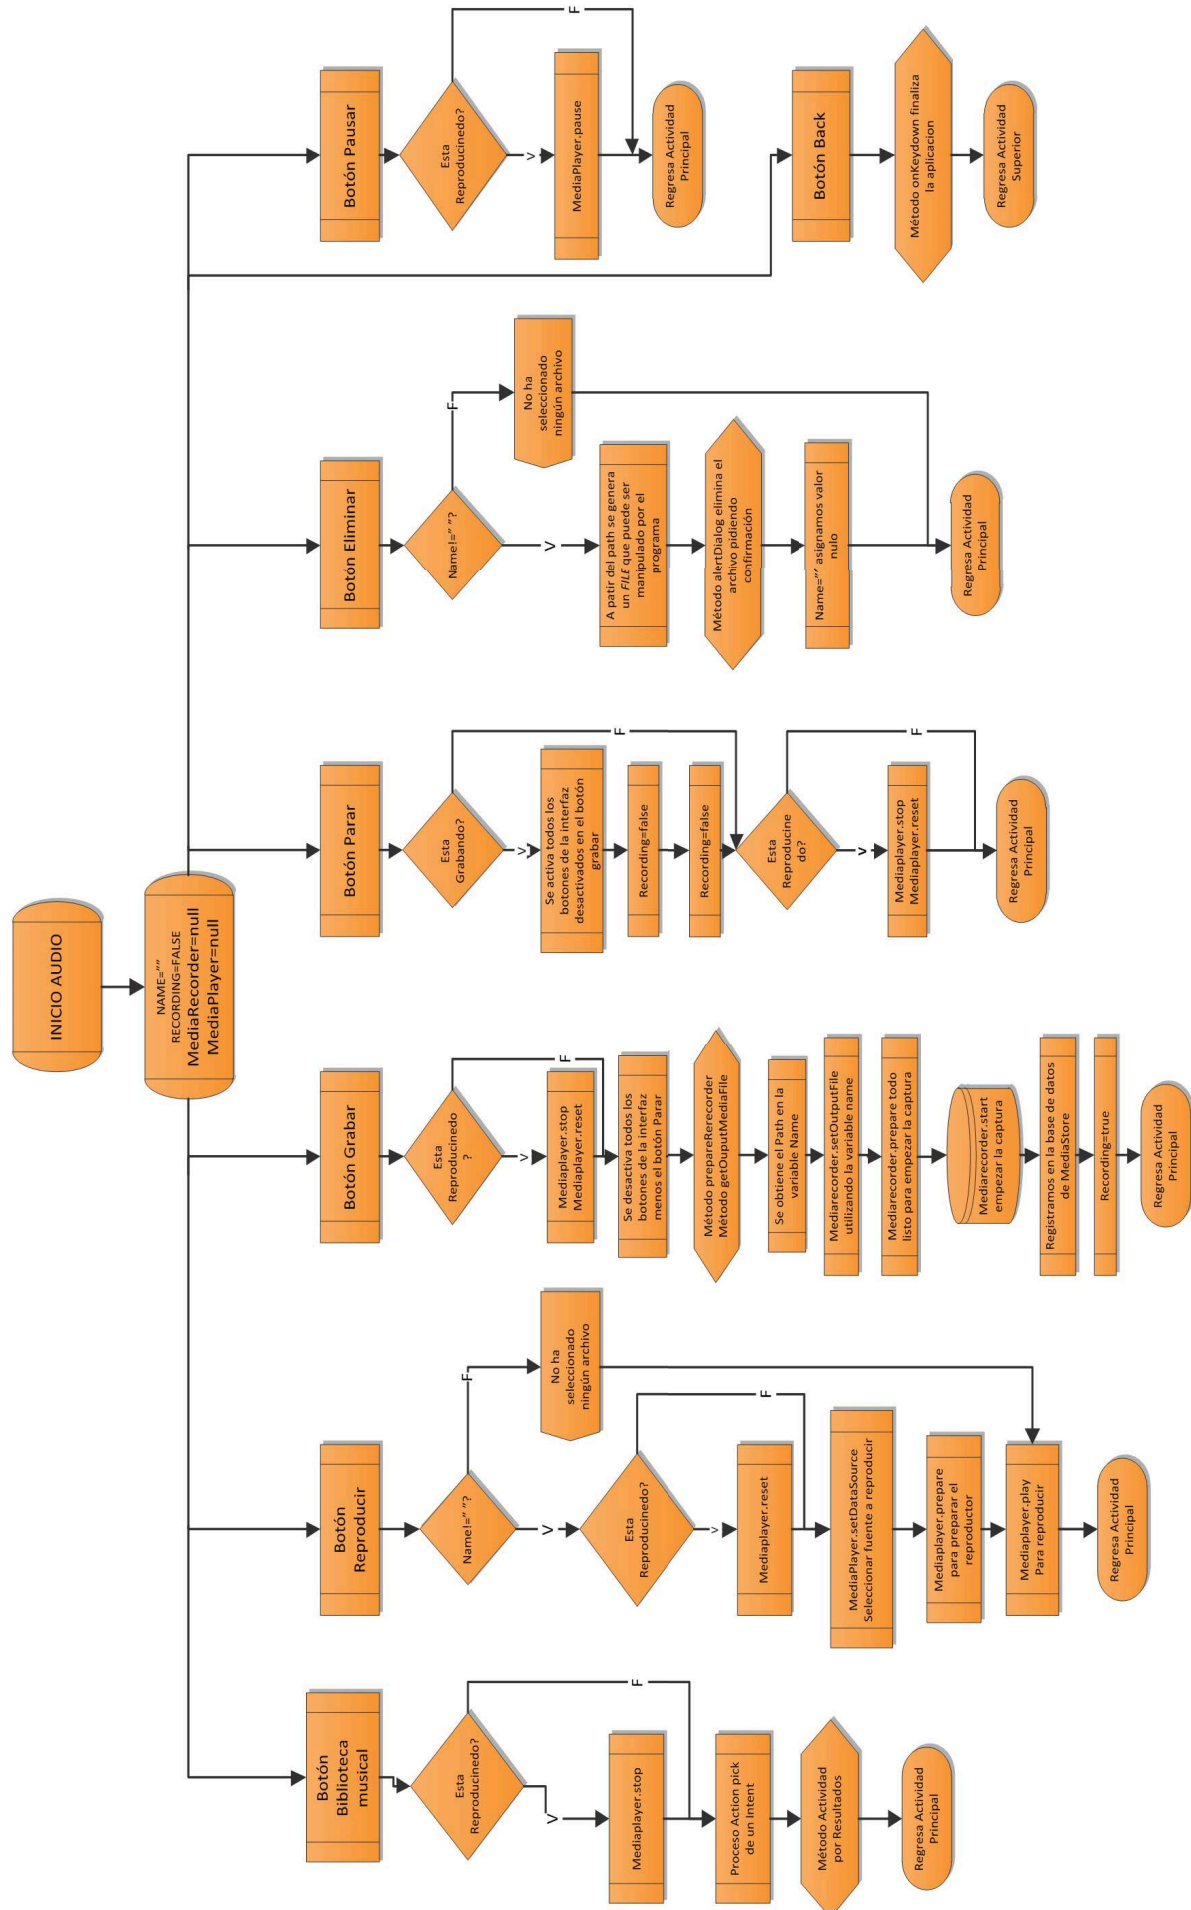 INICIO AUDIO
NAME=""
RECORDING=FALSE
MediaRecorder=null
MediaPlayer=null
Botón
Biblioteca
musical
Esta
Reproducinedo?
F
V
Mediaplayer.stop
Proceso Action pick
de un Intent
Método Actividad
por Resultados
Regresa Actividad
Principal
Botón
Reproducir
Name!=" "?
F
No ha
seleccionado
ningún archivo
V
Esta
Reproducinedo?
F
V
Mediaplayer.reset
MediaPlayer.setDataSource
Seleccionar fuente a reproducir
Mediaplayer.prepare
para preparar el
reproductor
Mediaplayer.play
Para reproducir
Regresa Actividad
Principal
Botón Grabar
Esta
Reproducinedo
?
F
V
Mediaplayer.stop
Mediaplayer.reset
Se desactiva todos los
botones de la interfaz
menos el botón Parar
Método prepareRerecorder
Método getOuputMediaFile
Se obtiene el Path en la
variable Name
Mediarecorder.setOutputFile
utilizando la variable name
Mediarecorder.prepare todo
listo para empezar la captura
Mediarecorder.start
empezar la captura
Registramos en la base de datos
de MediaStore
Recording=true
Regresa Actividad
Principal
Botón Parar
Esta
Grabando?
F
V
Se activa todos los
botones de la interfaz
desactivados en el botón
grabar
Recording=false
Recording=false
Esta
Reproducine
do?
F
V
Mediaplayer.stop
Mediaplayer.reset
Regresa Actividad
Principal
Botón Eliminar
Name!=" "?
F
No ha
seleccionado
ningún archivo
V
A patir del path se genera
un FILE que puede ser
manipulado por el
programa
Método alertDialog elimina el
archivo pidiendo
confirmación
Name="' asignamos valor
nulo
Regresa Actividad
Principal
Botón Pausar
Esta
Reproducinedo?
F
V
MediaPlayer.pause
Regresa Actividad
Principal
Botón Back
Método onKeydown finaliza
la aplicacion
Regresa Actividad
Superior